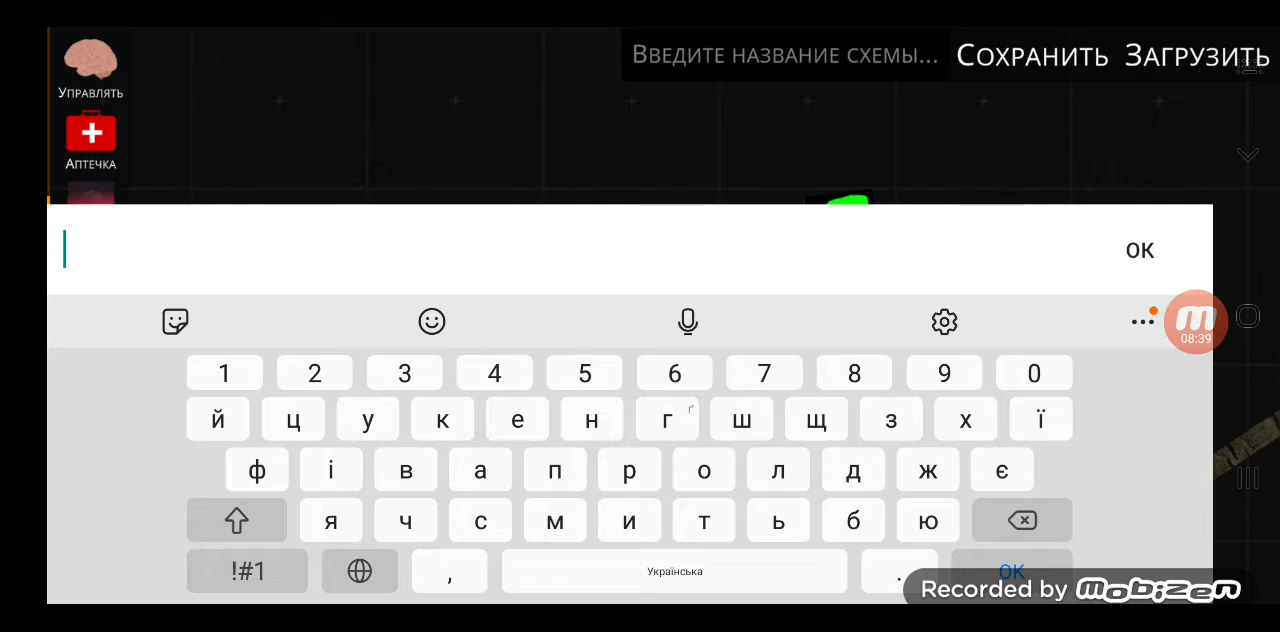 Управлять
Аптечка
Введите название схемы... Сохранить Загрузить
ОК
08:39
1 2 3 4 5 6 7 8 9 0
й ц у к е н г ґ ш щ з х ї
ф і в а п р о л д ж є
я ч с м и т ь б ю
!#1 , Українська . ОК
Recorded by mobizen